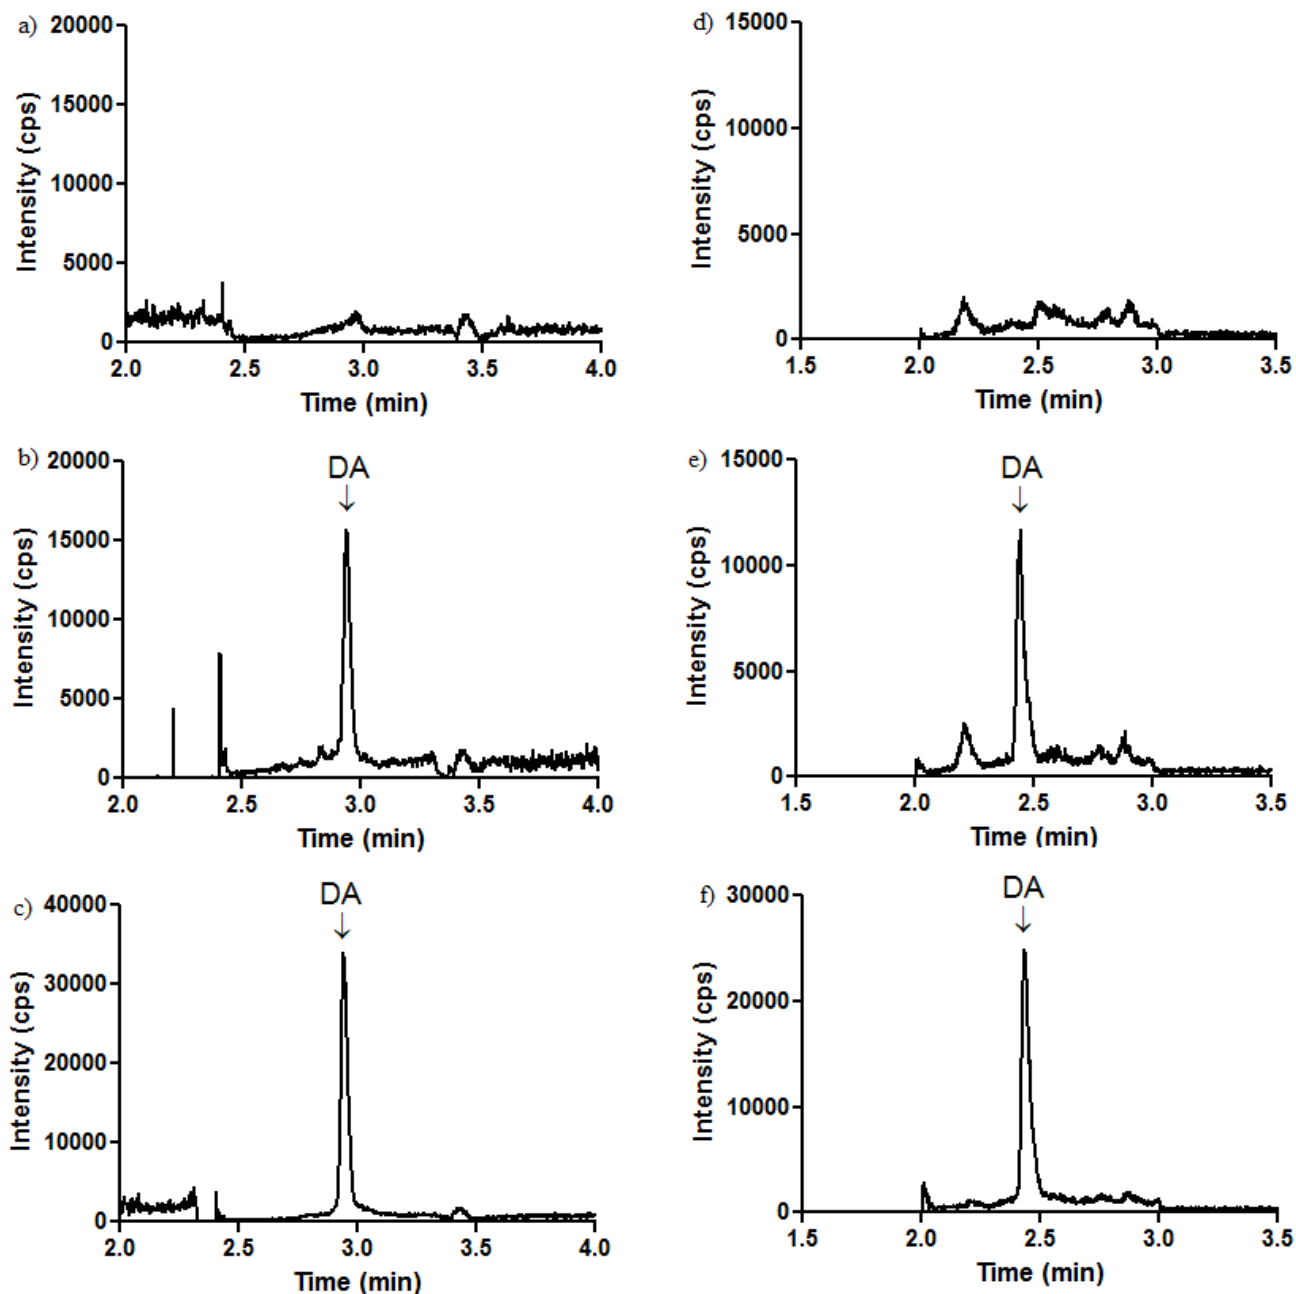 a)
20000
15000
10000
5000
0
Intensity (cps)
2.0 2.5 3.0 3.5 4.0
Time (min)
d)
15000
10000
5000
0
Intensity (cps)
1.5 2.0 2.5 3.0 3.5
Time (min)
b)
20000
15000
10000
5000
0
Intensity (cps)
DA
↓
2.0 2.5 3.0 3.5 4.0
Time (min)
e)
15000
10000
5000
0
Intensity (cps)
DA
↓
1.5 2.0 2.5 3.0 3.5
Time (min)
c)
40000
30000
20000
10000
0
Intensity (cps)
DA
↓
2.0 2.5 3.0 3.5 4.0
Time (min)
f)
30000
20000
10000
0
Intensity (cps)
DA
↓
1.5 2.0 2.5 3.0 3.5
Time (min)